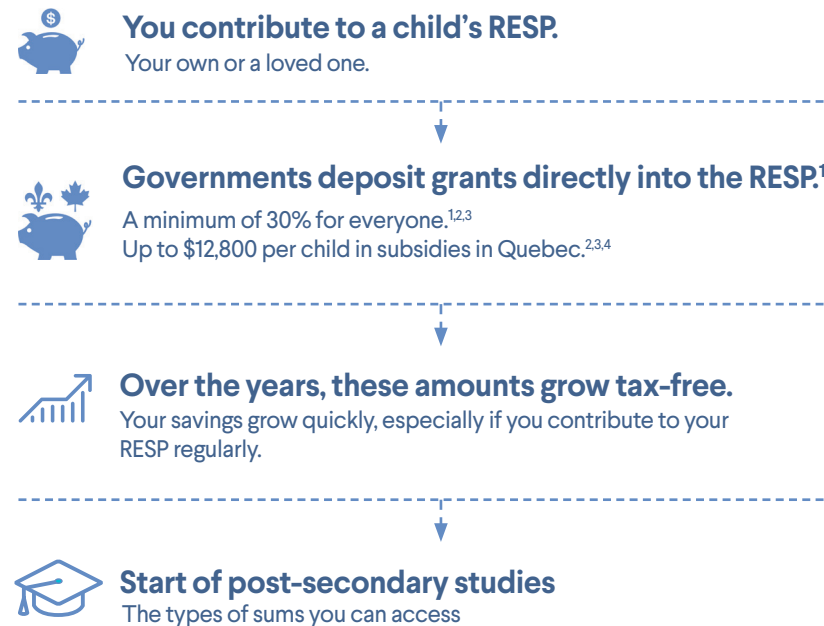 $
You contribute to a child’s RESP.
Your own or a loved one.
Governments deposit grants directly into the RESP.¹
A minimum of 30% for everyone.¹,²,³
Up to $12,800 per child in subsidies in Quebec.²,³,⁴
Over the years, these amounts grow tax-free.
Your savings grow quickly, especially if you contribute to your
RESP regularly.
Start of post-secondary studies
The types of sums you can access